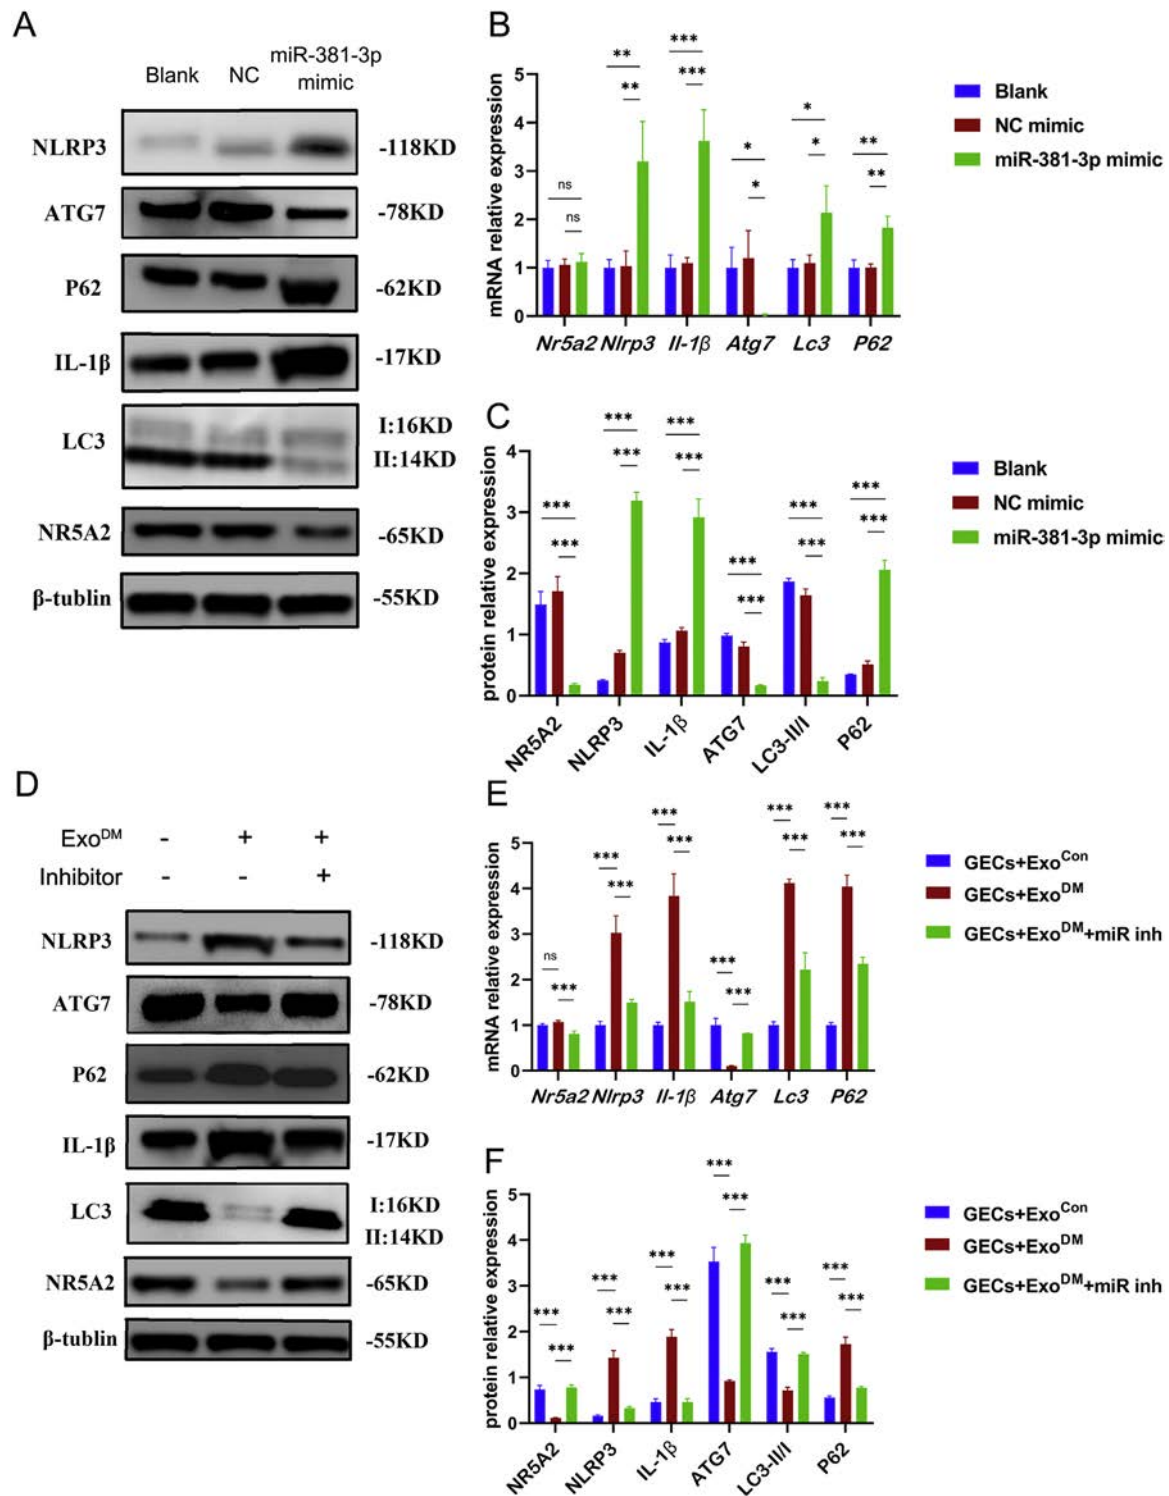 A
Blank NC miR-381-3p
mimic
NLRP3 -118KD
ATG7 -78KD
P62 -62KD
IL-1β -17KD
LC3 I:16KD
II:14KD
NR5A2 -65KD
β-tublin -55KD
B
mRNA relative expression
5
4
3
2
1
0
ns
ns
**
**
***
***
*
*
*
*
**
**
Nr5a2 Nlrp3 Il-1β Atg7 Lc3 P62
Blank
NC mimic
miR-381-3p mimic
C
protein relative expression
4
3
2
1
0
***
***
***
***
***
***
***
***
***
***
***
***
NR5A2 NLRP3 IL-1β ATG7 LC3-II/I P62
Blank
NC mimic
miR-381-3p mimic
D
Exo^DM - + +
Inhibitor - - +
NLRP3 -118KD
ATG7 -78KD
P62 -62KD
IL-1β -17KD
LC3 I:16KD
II:14KD
NR5A2 -65KD
β-tublin -55KD
E
mRNA relative expression
5
4
3
2
1
0
ns
***
***
***
***
***
***
***
***
***
***
***
Nr5a2 Nlrp3 Il-1β Atg7 Lc3 P62
GECs+Exo^Con
GECs+Exo^DM
GECs+Exo^DM+miR inh
F
protein relative expression
5
4
3
2
1
0
***
***
***
***
***
***
***
***
***
***
***
***
NR5A2 NLRP3 IL-1β ATG7 LC3-II/I P62
GECs+Exo^Con
GECs+Exo^DM
GECs+Exo^DM+miR inh